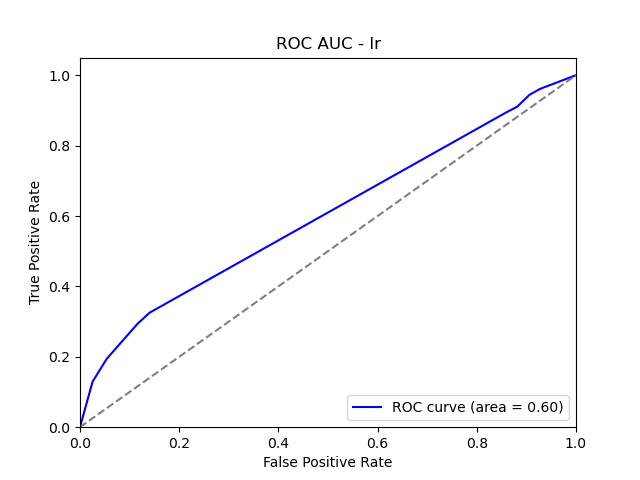 ROC AUC - lr
True Positive Rate
1.0
0.8
0.6
0.4
0.2
0.0
0.0 0.2 0.4 0.6 0.8 1.0
False Positive Rate
ROC curve (area = 0.60)